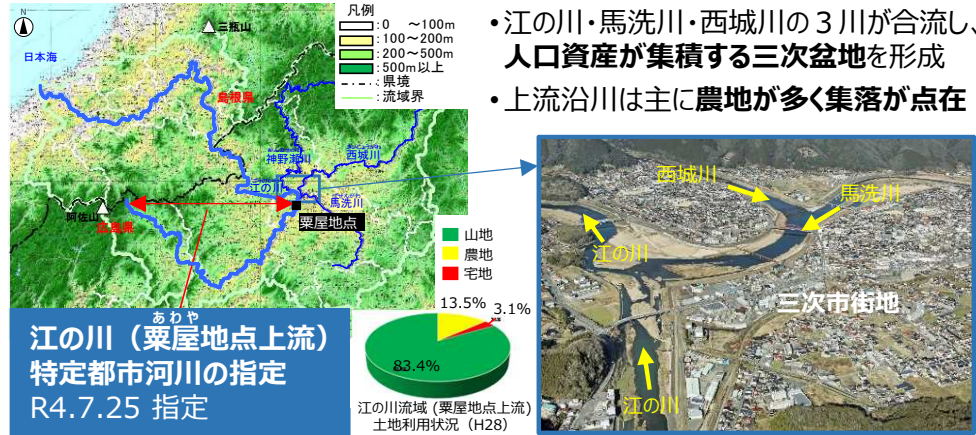 凡例
: 0 ~100m
: 100~200m
: 200~500m
: 500m以上
: 県境
: 流域界
N
三瓶山
日本海
島根県
神野瀬川
西城川
江の川
馬洗川
粟屋地点
阿佐山
広島県
江の川（粟屋地点上流）
あわや
特定都市河川の指定
R4.7.25 指定
山地
農地
宅地
13.5%
3.1%
83.4%
江の川流域 (粟屋地点上流)
土地利用状況（H28）
•江の川・馬洗川・西城川の３川が合流し、
人口資産が集積する三次盆地を形成
•上流沿川は主に農地が多く集落が点在
西城川
馬洗川
江の川
三次市街地
江の川